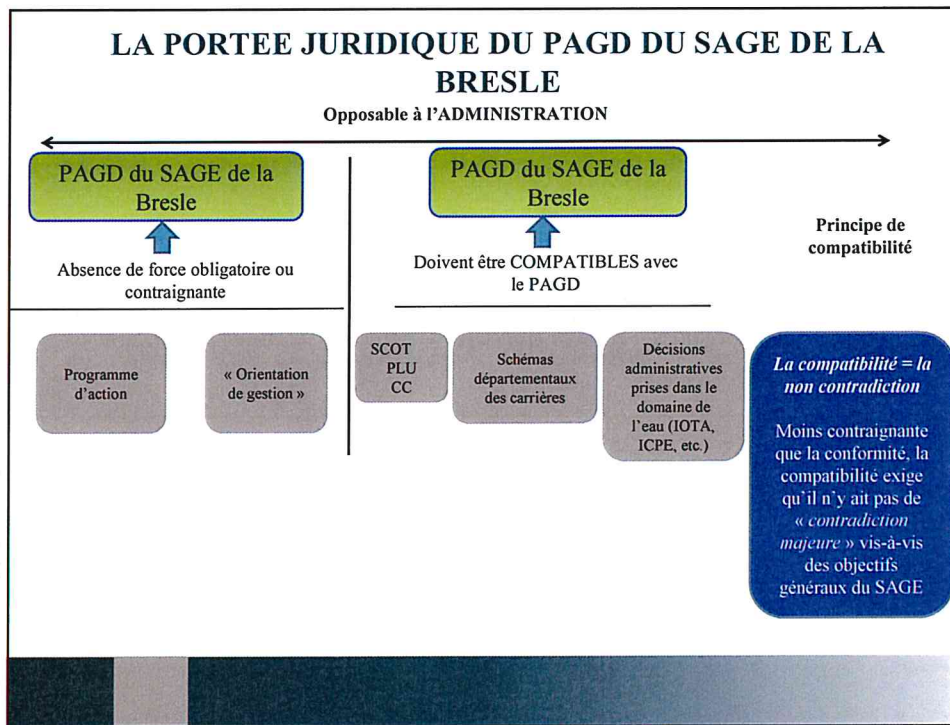 LA PORTEE JURIDIQUE DU PAGD DU SAGE DE LA
BRESLE
Opposable à l'ADMINISTRATION
PAGD du SAGE de la
Bresle
Absence de force obligatoire ou
contraignante
Programme
d'action
« Orientation
de gestion »
PAGD du SAGE de la
Bresle
Doivent être COMPATIBLES avec
le PAGD
SCOT
PLU
CC
Schémas
départementaux
des carrières
Décisions
administratives
prises dans le
domaine de
l'eau (IOTA,
ICPE, etc.)
Principe de
compatibilité
La compatibilité = la
non contradiction
Moins contraignante
que la conformité, la
compatibilité exige
qu'il n'y ait pas de
« contradiction
majeure » vis-à-vis
des objectifs
généraux du SAGE